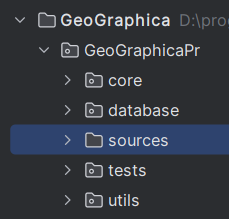 GeoGraphica D:\pro
GeoGraphicaPr
core
database
sources
tests
utils